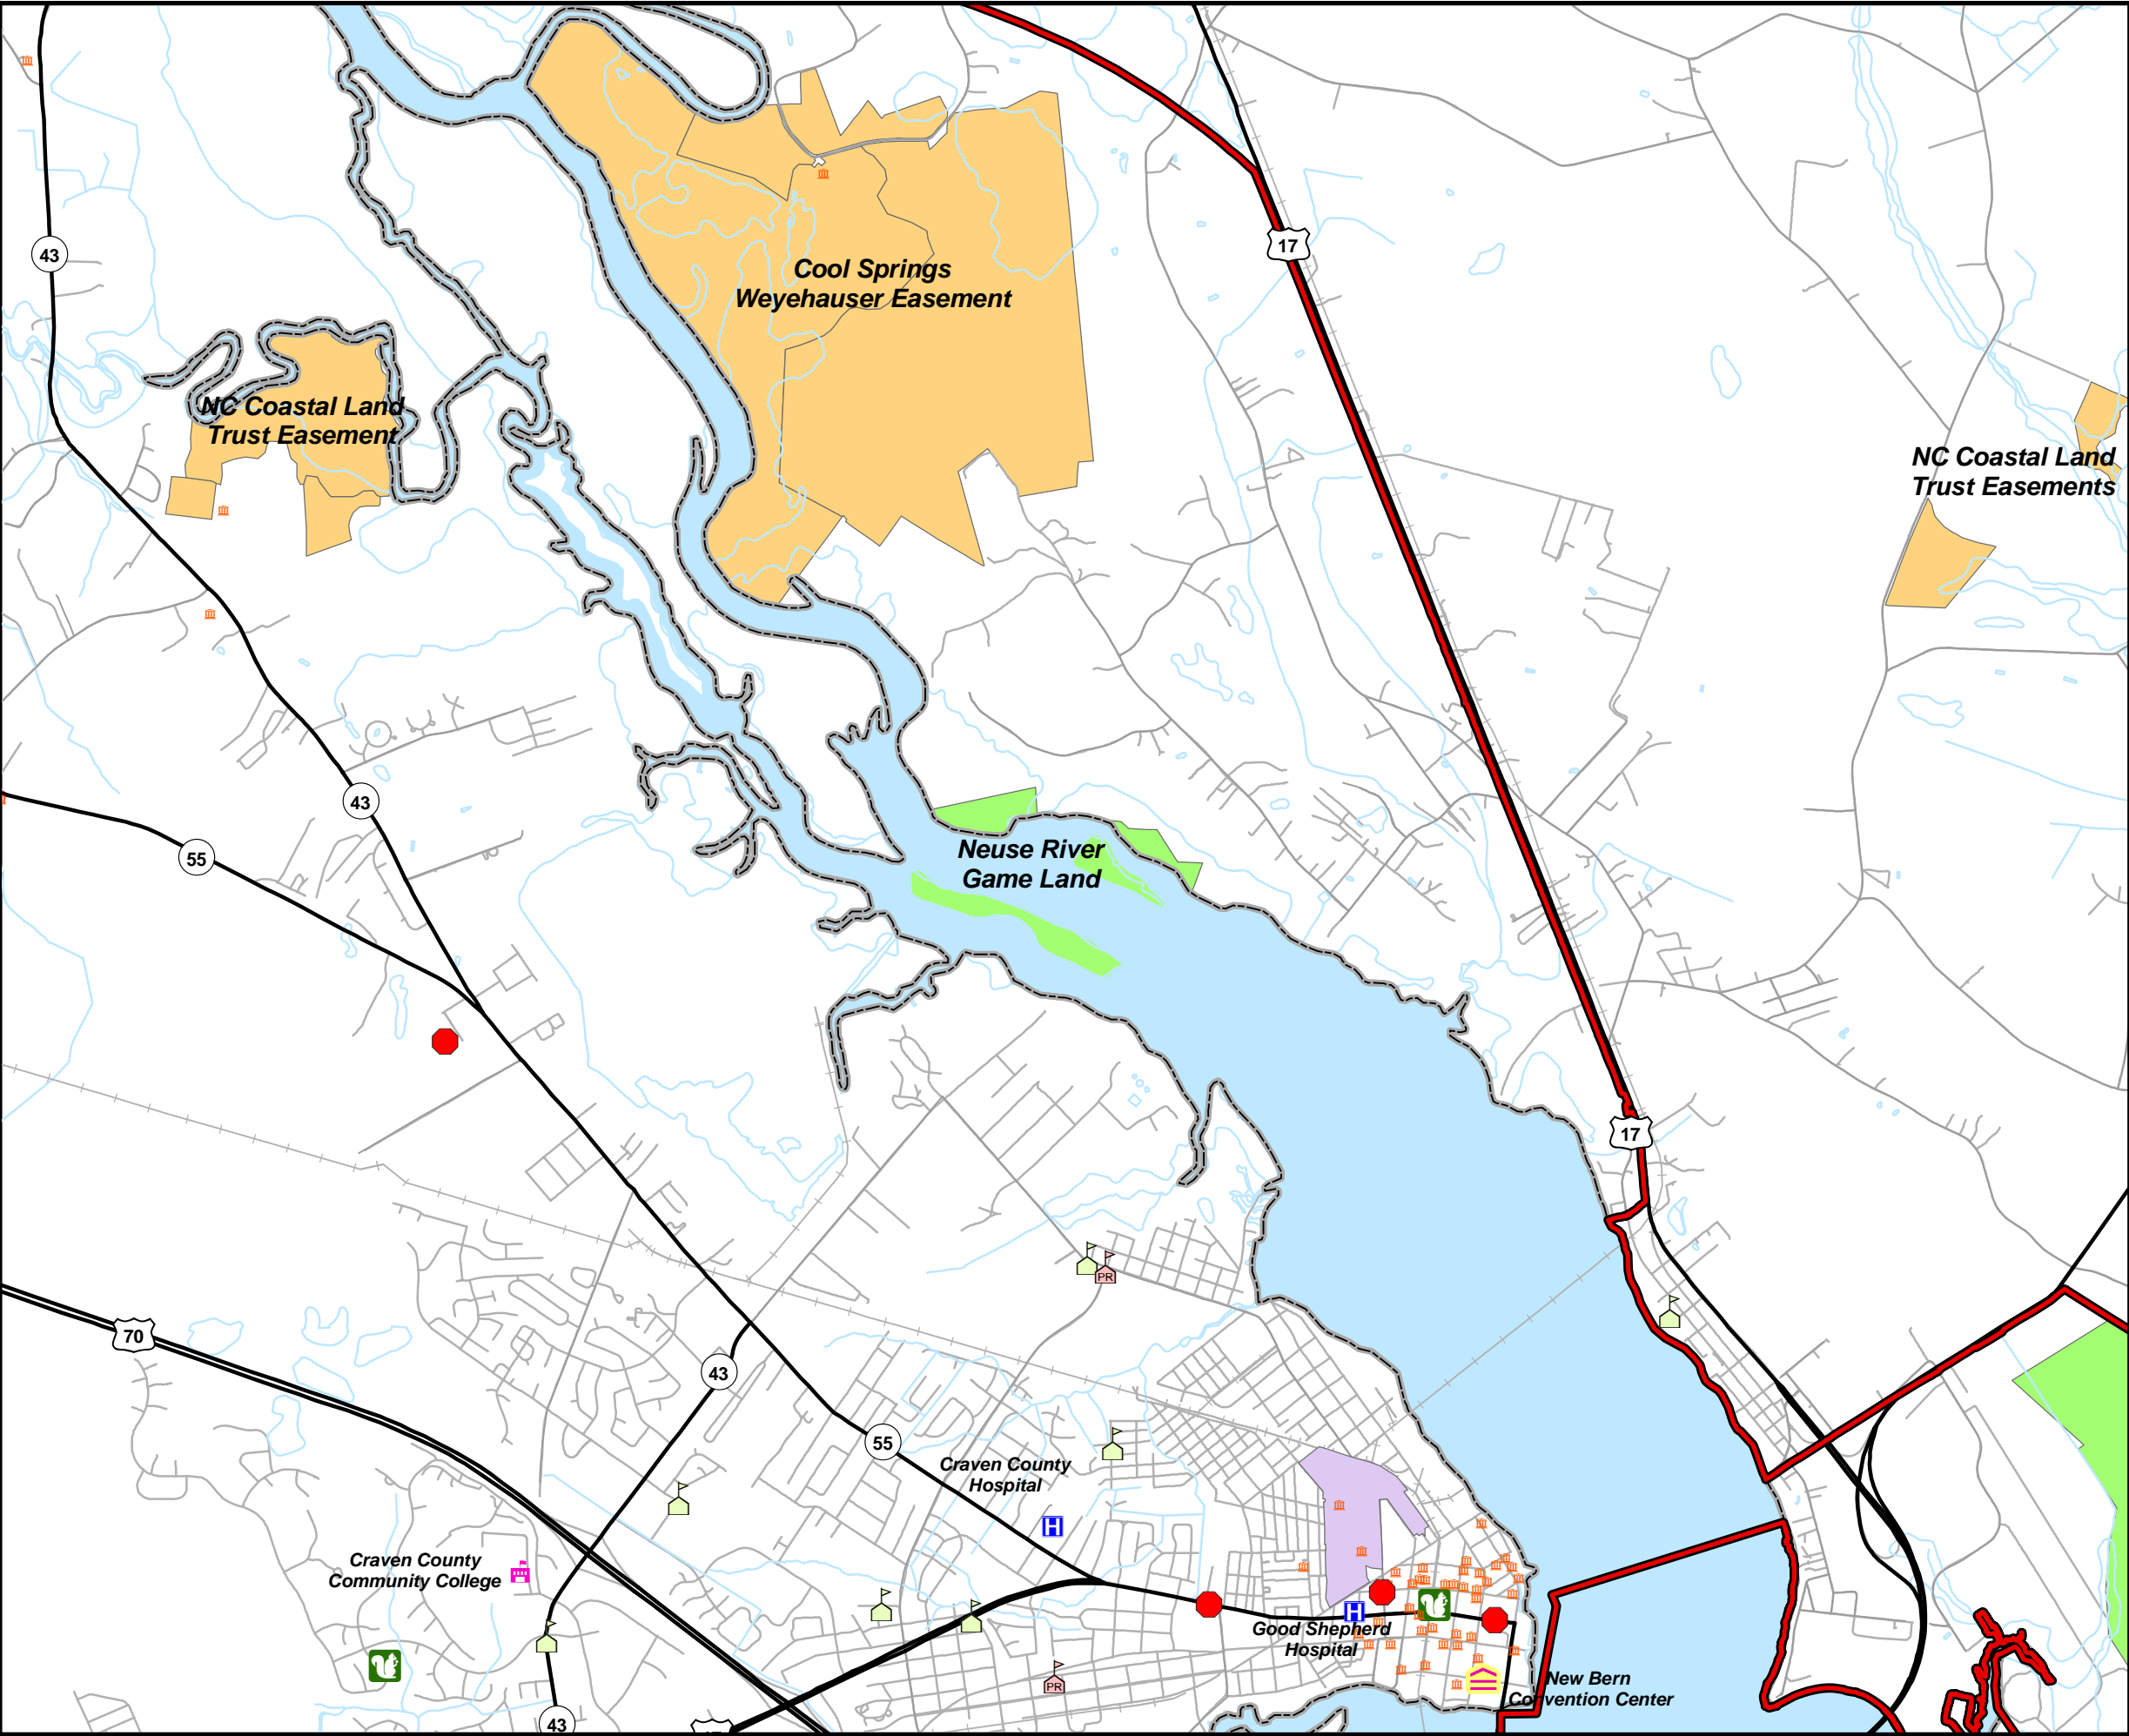 17
43
Cool Springs
Weyehauser Easement
NC Coastal Land
Trust Easement
NC Coastal Land
Trust Easements
43
55
Neuse River
Game Land
17
PR
70
43
55
Craven County
Hospital
H
Craven County
Community College
H
Good Shepherd
Hospital
PR
New Bern
Convention Center
43